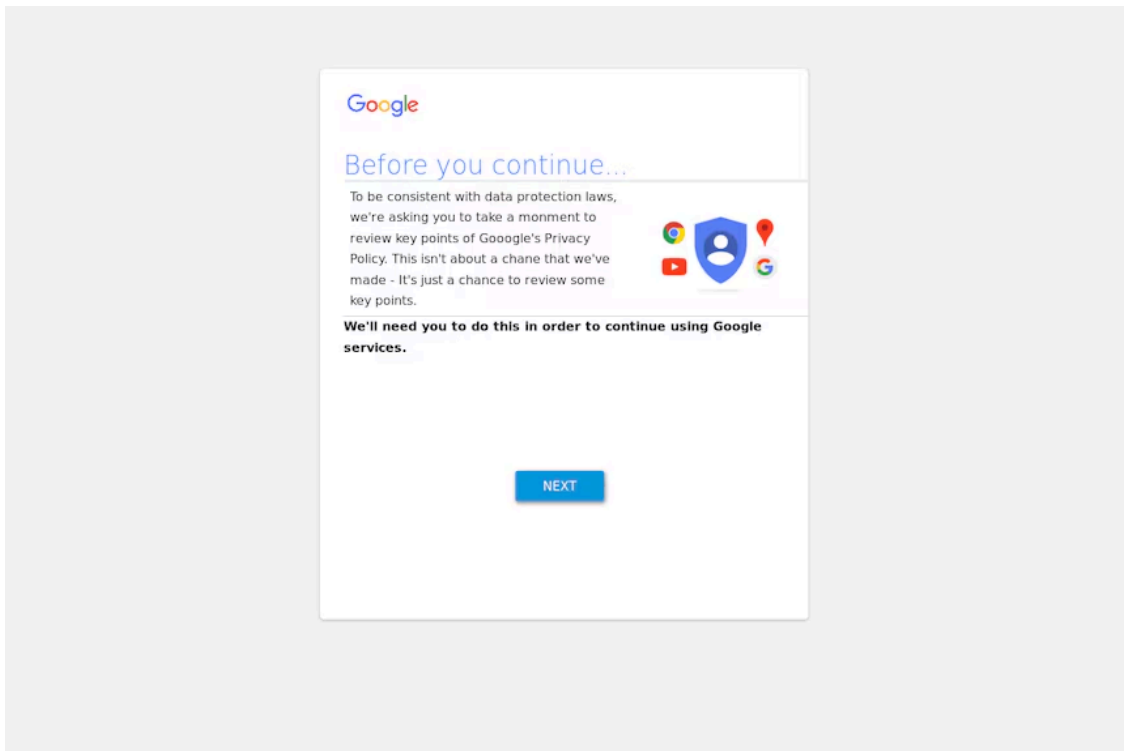 Google
Before you continue...
To be consistent with data protection laws,
we're asking you to take a monment to
review key points of Gooogle's Privacy
Policy. This isn't about a chane that we've
made - It's just a chance to review some
key points.
We'll need you to do this in order to continue using Google
services.
NEXT